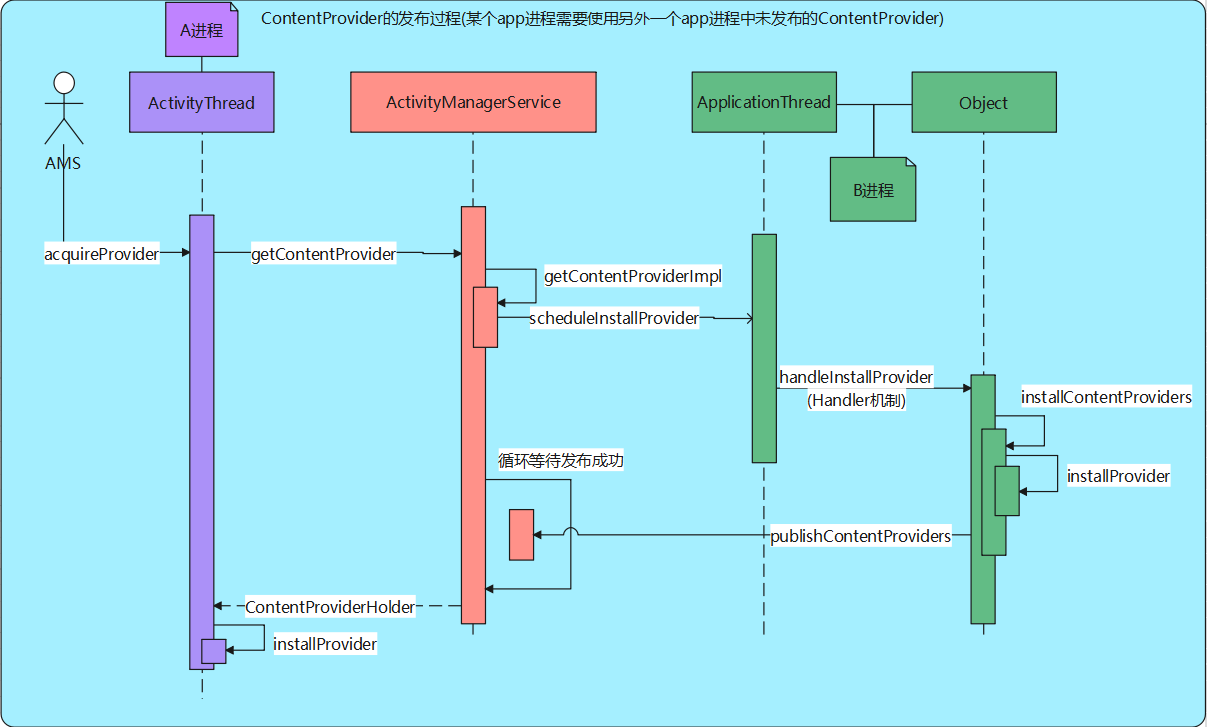 ContentProvider的发布过程(某个app进程需要使用另外一个app进程中未发布的ContentProvider)
A进程
ActivityThread
ActivityManagerService
ApplicationThread
Object
AMS
B进程
acquireProvider
getContentProvider
getContentProviderImpl
scheduleInstallProvider
handleInstallProvider
(Handler机制)
installContentProviders
循环等待发布成功
installProvider
publishContentProviders
ContentProviderHolder
installProvider